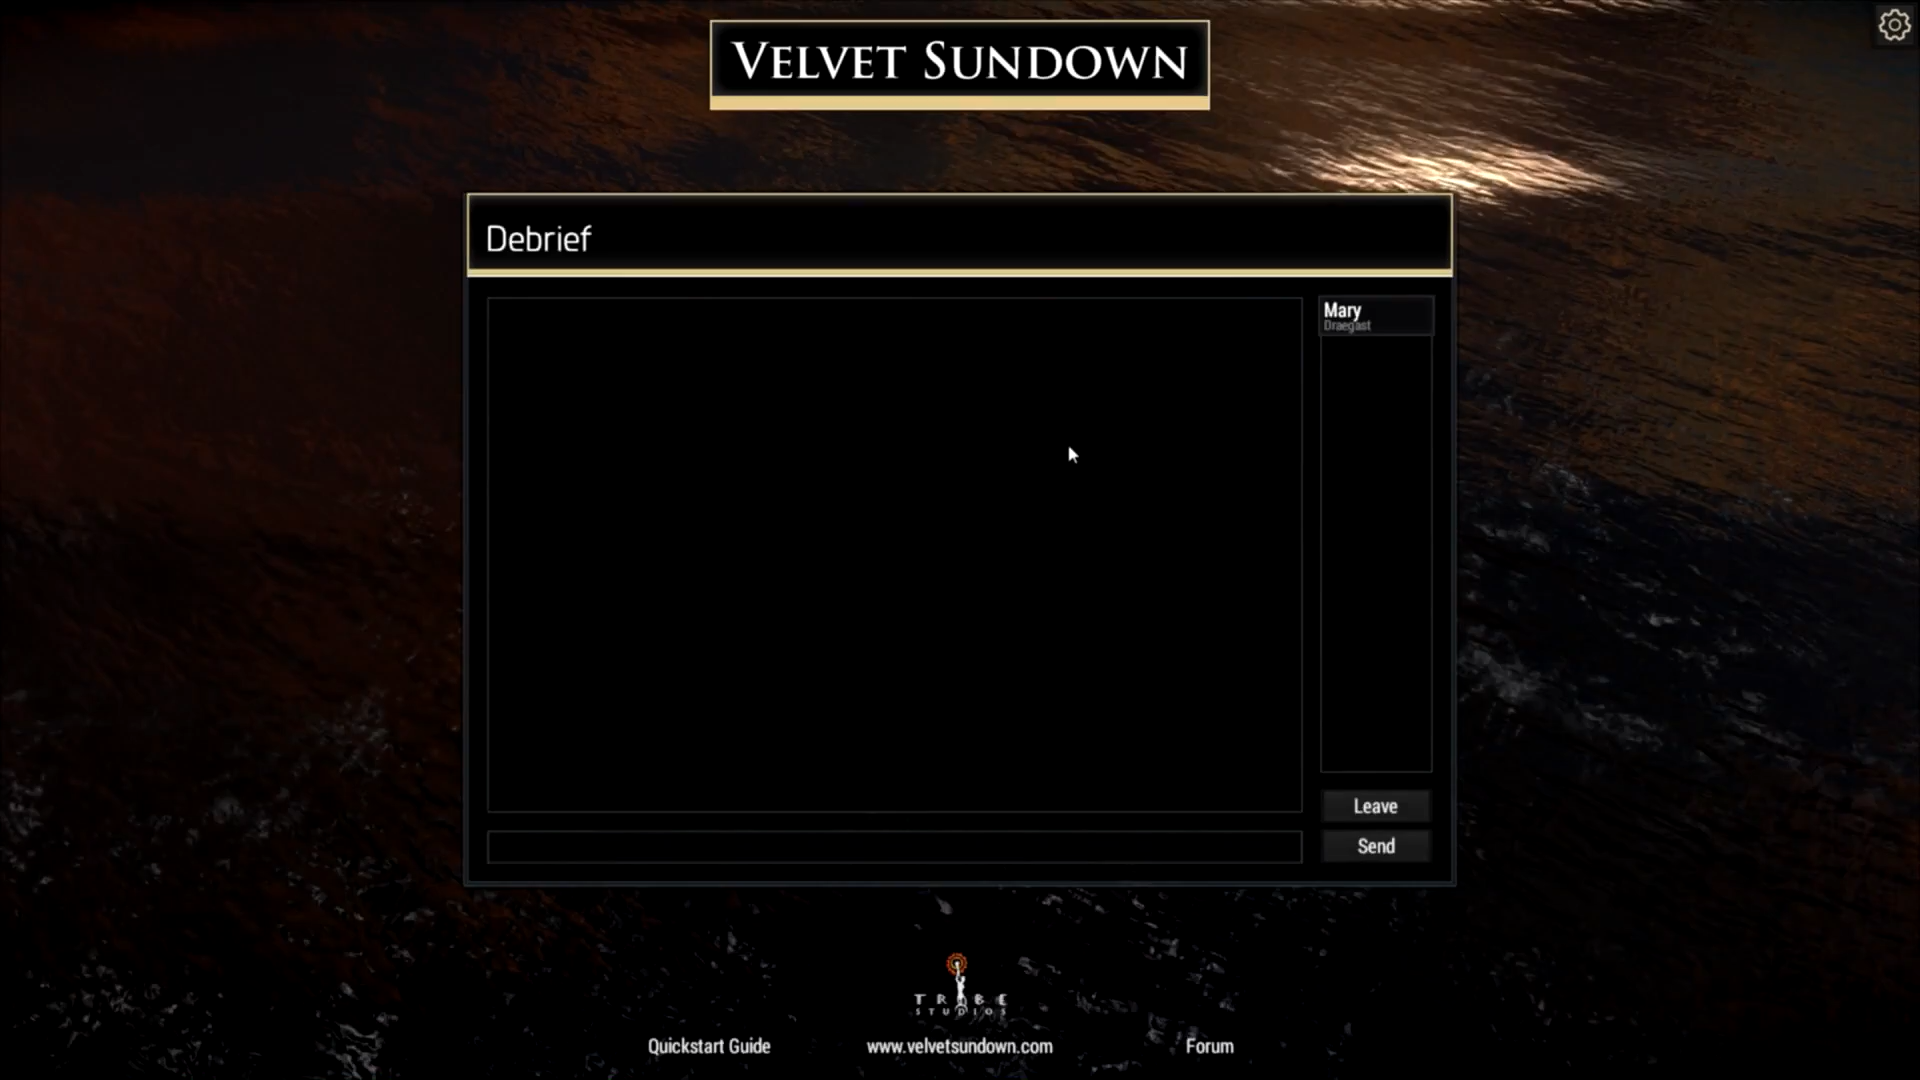 VELVET SUNDOWN
Debrief
Mary
Draegast
Leave
Send
TRIBE
STUDIOS
Quickstart Guide
www.velvetsundown.com
Forum